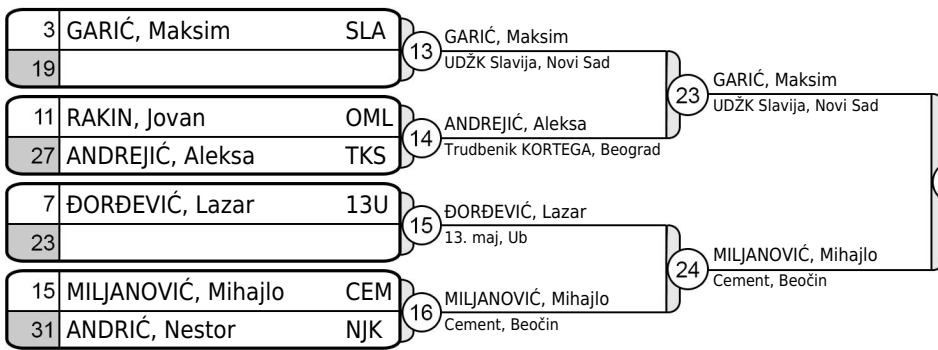 3 GARIĆ, Maksim SLA
19
11 RAKIN, Jovan OML
27 ANDREJIĆ, Aleksa TKS
7 ĐORĐEVIĆ, Lazar 13U
23
15 MILJANOVIĆ, Mihajlo CEM
31 ANDRIĆ, Nestor NJK
13
GARIĆ, Maksim
UDŽK Slavija, Novi Sad
14
ANDREJIĆ, Aleksa
Trudbenik KORTEGA, Beograd
15
ĐORĐEVIĆ, Lazar
13. maj, Ub
16
MILJANOVIĆ, Mihajlo
Cement, Beočin
23
GARIĆ, Maksim
UDŽK Slavija, Novi Sad
24
MILJANOVIĆ, Mihajlo
Cement, Beočin